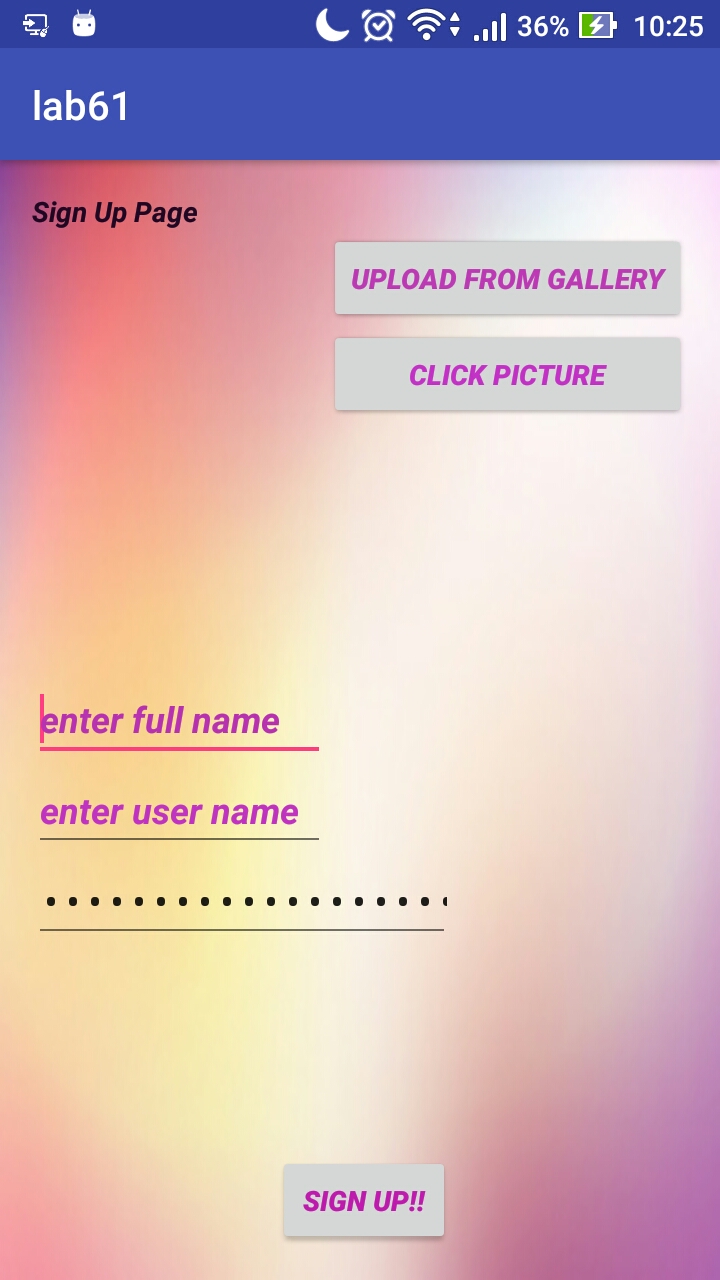 36% 10:25
lab61
Sign Up Page
UPLOAD FROM GALLERY
CLICK PICTURE
enter full name
enter user name
SIGN UP!!